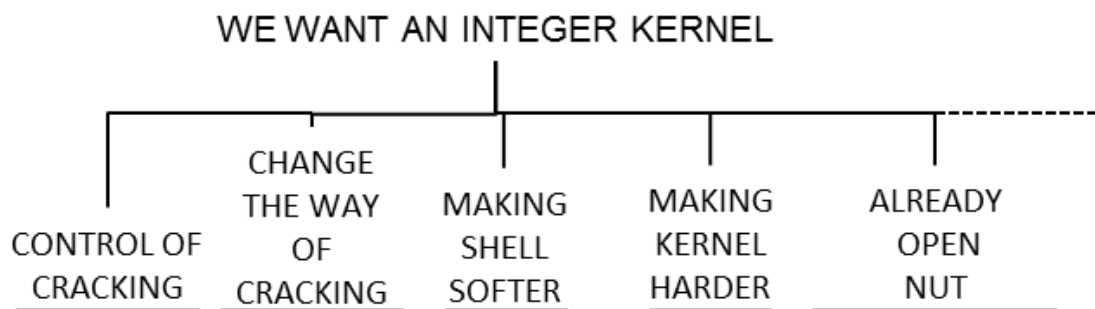 WE WANT AN INTEGER KERNEL
CONTROL OF
CRACKING
CHANGE
THE WAY
OF
CRACKING
MAKING
SHELL
SOFTER
MAKING
KERNEL
HARDER
ALREADY
OPEN
NUT